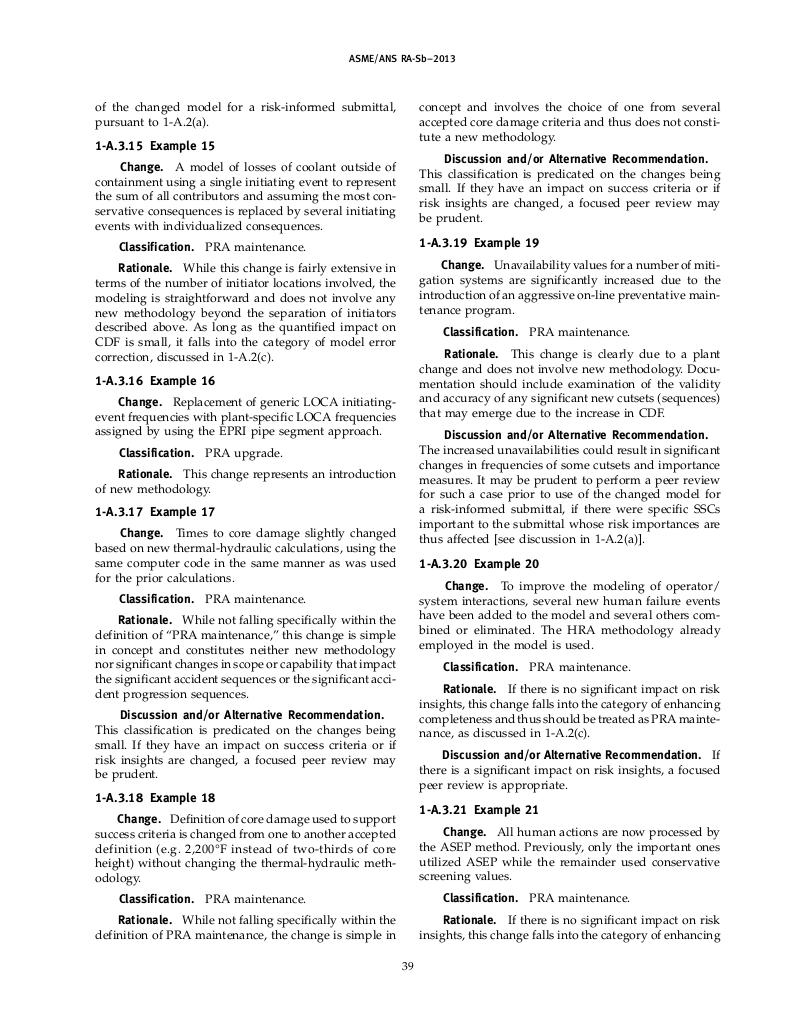 ASME/ANS RA-Sb–2013
of the changed model for a risk-informed submittal,
pursuant to 1-A.2(a).
1-A.3.15 Example 15
Change. A model of losses of coolant outside of
containment using a single initiating event to represent
the sum of all contributors and assuming the most con-
servative consequences is replaced by several initiating
events with individualized consequences.
Classification. PRA maintenance.
Rationale. While this change is fairly extensive in
terms of the number of initiator locations involved, the
modeling is straightforward and does not involve any
new methodology beyond the separation of initiators
described above. As long as the quantified impact on
CDF is small, it falls into the category of model error
correction, discussed in 1-A.2(c).
1-A.3.16 Example 16
Change. Replacement of generic LOCA initiating-
event frequencies with plant-specific LOCA frequencies
assigned by using the EPRI pipe segment approach.
Classification. PRA upgrade.
Rationale. This change represents an introduction
of new methodology.
1-A.3.17 Example 17
Change. Times to core damage slightly changed
based on new thermal-hydraulic calculations, using the
same computer code in the same manner as was used
for the prior calculations.
Classification. PRA maintenance.
Rationale. While not falling specifically within the
definition of “PRA maintenance,” this change is simple
in concept and constitutes neither new methodology
nor significant changes in scope or capability that impact
the significant accident sequences or the significant acci-
dent progression sequences.
Discussion and/or Alternative Recommendation.
This classification is predicated on the changes being
small. If they have an impact on success criteria or if
risk insights are changed, a focused peer review may
be prudent.
1-A.3.18 Example 18
Change. Definition of core damage used to support
success criteria is changed from one to another accepted
definition (e.g. 2,200°F instead of two-thirds of core
height) without changing the thermal-hydraulic meth-
odology.
Classification. PRA maintenance.
Rationale. While not falling specifically within the
definition of PRA maintenance, the change is simple in
concept and involves the choice of one from several
accepted core damage criteria and thus does not consti-
tute a new methodology.
Discussion and/or Alternative Recommendation.
This classification is predicated on the changes being
small. If they have an impact on success criteria or if
risk insights are changed, a focused peer review may
be prudent.
1-A.3.19 Example 19
Change. Unavailability values for a number of miti-
gation systems are significantly increased due to the
introduction of an aggressive on-line preventative main-
tenance program.
Classification. PRA maintenance.
Rationale. This change is clearly due to a plant
change and does not involve new methodology. Docu-
mentation should include examination of the validity
and accuracy of any significant new cutsets (sequences)
that may emerge due to the increase in CDF.
Discussion and/or Alternative Recommendation.
The increased unavailabilities could result in significant
changes in frequencies of some cutsets and importance
measures. It may be prudent to perform a peer review
for such a case prior to use of the changed model for
a risk-informed submittal, if there were specific SSCs
important to the submittal whose risk importances are
thus affected [see discussion in 1-A.2(a)].
1-A.3.20 Example 20
Change. To improve the modeling of operator/
system interactions, several new human failure events
have been added to the model and several others com-
bined or eliminated. The HRA methodology already
employed in the model is used.
Classification. PRA maintenance.
Rationale. If there is no significant impact on risk
insights, this change falls into the category of enhancing
completeness and thus should be treated as PRA mainte-
nance, as discussed in 1-A.2(c).
Discussion and/or Alternative Recommendation. If
there is a significant impact on risk insights, a focused
peer review is appropriate.
1-A.3.21 Example 21
Change. All human actions are now processed by
the ASEP method. Previously, only the important ones
utilized ASEP while the remainder used conservative
screening values.
Classification. PRA maintenance.
Rationale. If there is no significant impact on risk
insights, this change falls into the category of enhancing
39